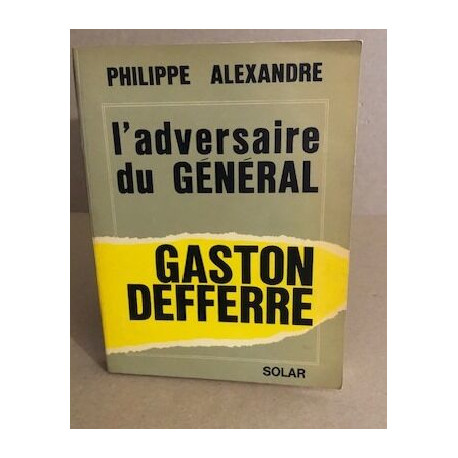 PHILIPPE ALEXANDRE
l'adversaire
du GÉNÉRAL
GASTON
DEFFERRE
SOLAR